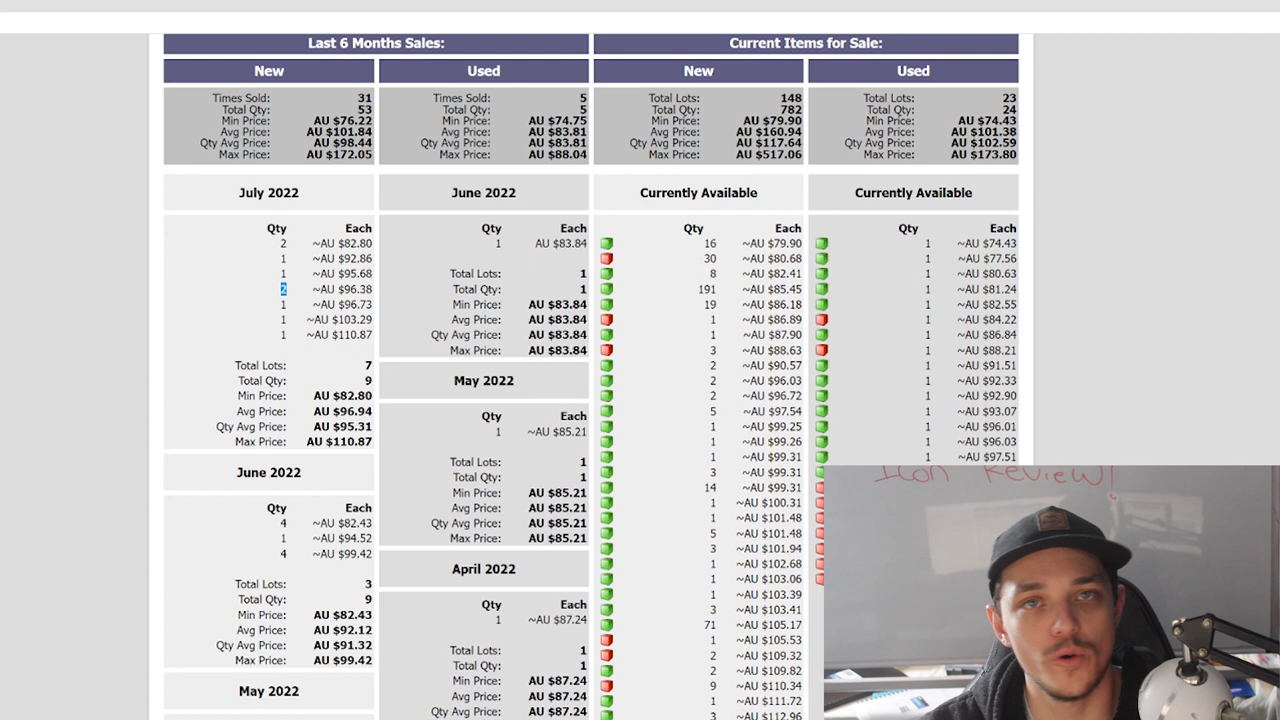 Last 6 Months Sales:
Current Items for Sale:
New
Used
New
Used
Times Sold: 31
Total Qty: 53
Min Price: AU $76.22
Avg Price: AU $101.84
Qty Avg Price: AU $98.44
Max Price: AU $172.05
Times Sold: 5
Total Qty: 5
Min Price: AU $74.75
Avg Price: AU $83.81
Qty Avg Price: AU $83.81
Max Price: AU $88.04
Total Lots: 148
Total Qty: 782
Min Price: AU $79.90
Avg Price: AU $160.94
Qty Avg Price: AU $117.64
Max Price: AU $517.06
Total Lots: 23
Total Qty: 24
Min Price: AU $74.43
Avg Price: AU $101.38
Qty Avg Price: AU $102.59
Max Price: AU $173.80
July 2022
Qty Each
2 ~AU $82.80
1 ~AU $92.86
1 ~AU $95.68
2 ~AU $96.38
1 ~AU $96.73
1 ~AU $103.29
1 ~AU $110.87
Total Lots: 7
Total Qty: 9
Min Price: AU $82.80
Avg Price: AU $96.94
Qty Avg Price: AU $95.31
Max Price: AU $110.87
June 2022
Qty Each
4 ~AU $82.43
1 ~AU $94.52
4 ~AU $99.42
Total Lots: 3
Total Qty: 9
Min Price: AU $82.43
Avg Price: AU $92.12
Qty Avg Price: AU $91.32
Max Price: AU $99.42
May 2022
June 2022
Qty Each
1 AU $83.84
Total Lots: 1
Total Qty: 1
Min Price: AU $83.84
Avg Price: AU $83.84
Qty Avg Price: AU $83.84
Max Price: AU $83.84
May 2022
Qty Each
1 ~AU $85.21
Total Lots: 1
Total Qty: 1
Min Price: AU $85.21
Avg Price: AU $85.21
Qty Avg Price: AU $85.21
Max Price: AU $85.21
April 2022
Qty Each
1 ~AU $87.24
Total Lots: 1
Total Qty: 1
Min Price: AU $87.24
Avg Price: AU $87.24
Qty Avg Price: AU $87.24
Currently Available
Qty Each
16 ~AU $79.90
30 ~AU $80.68
8 ~AU $82.41
191 ~AU $85.45
19 ~AU $86.18
1 ~AU $86.89
1 ~AU $87.90
3 ~AU $88.63
2 ~AU $90.57
2 ~AU $96.03
2 ~AU $96.72
5 ~AU $97.54
1 ~AU $99.25
1 ~AU $99.26
1 ~AU $99.31
3 ~AU $99.31
14 ~AU $99.31
1 ~AU $100.31
1 ~AU $101.48
5 ~AU $101.48
3 ~AU $101.94
1 ~AU $102.68
1 ~AU $103.06
1 ~AU $103.39
3 ~AU $103.41
71 ~AU $105.17
1 ~AU $105.53
2 ~AU $109.32
2 ~AU $109.82
9 ~AU $110.34
1 ~AU $111.72
3 ~AU $112.96
Currently Available
Qty Each
1 ~AU $74.43
1 ~AU $77.56
1 ~AU $80.63
1 ~AU $81.24
1 ~AU $82.55
1 ~AU $84.22
1 ~AU $86.84
1 ~AU $88.21
1 ~AU $91.51
1 ~AU $92.33
1 ~AU $92.90
1 ~AU $93.07
1 ~AU $96.01
1 ~AU $96.03
1 ~AU $97.51
Icon Review!